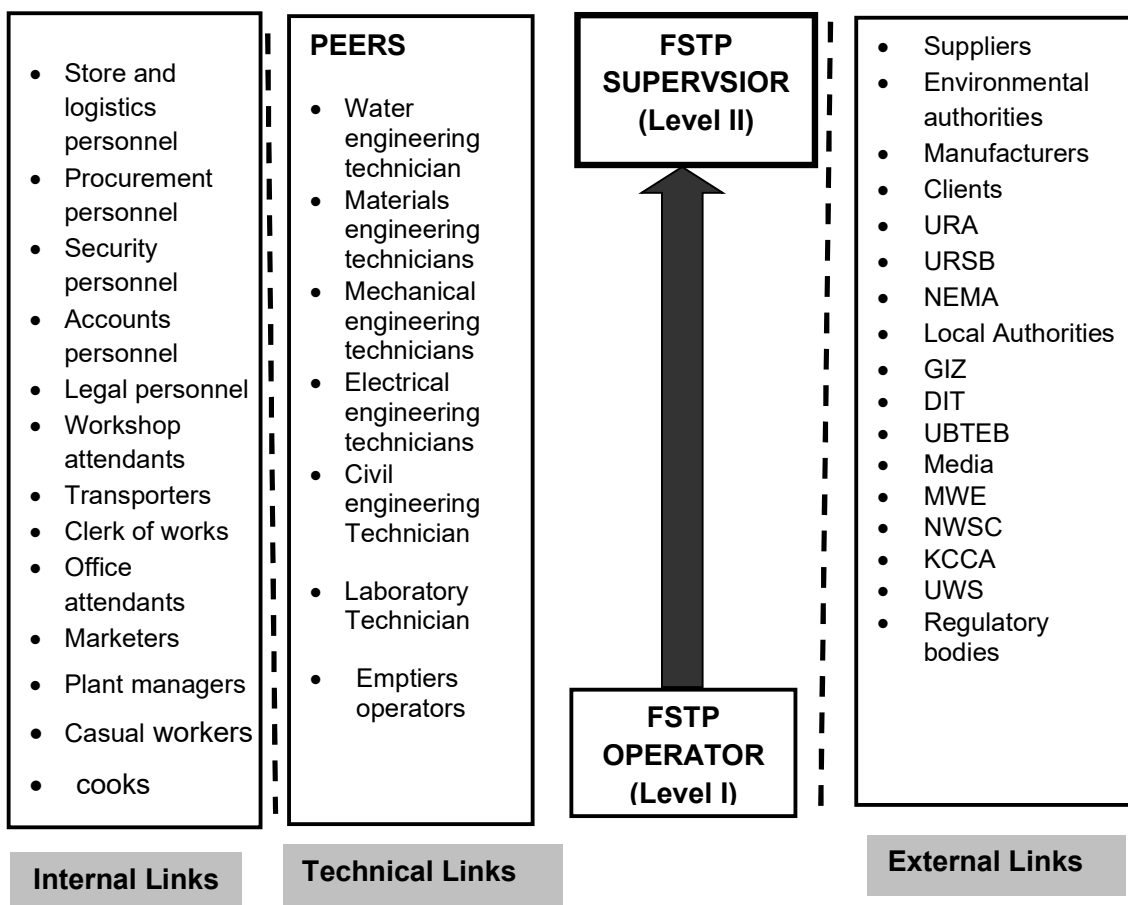 • Store and
logistics
personnel
• Procurement
personnel
• Security
personnel
• Accounts
personnel
• Legal personnel
• Workshop
attendants
• Transporters
• Clerk of works
• Office
attendants
• Marketers
• Plant managers
• Casual workers
• cooks
Internal Links
PEERS
• Water
engineering
technician
• Materials
engineering
technicians
• Mechanical
engineering
technicians
• Electrical
engineering
technicians
• Civil
engineering
Technician
• Laboratory
Technician
• Emptiers
operators
Technical Links
FSTP
SUPERVSIOR
(Level II)
FSTP
OPERATOR
(Level I)
• Suppliers
• Environmental
authorities
• Manufacturers
• Clients
• URA
• URSB
• NEMA
• Local Authorities
• GIZ
• DIT
• UBTEB
• Media
• MWE
• NWSC
• KCCA
• UWS
• Regulatory
bodies
External Links